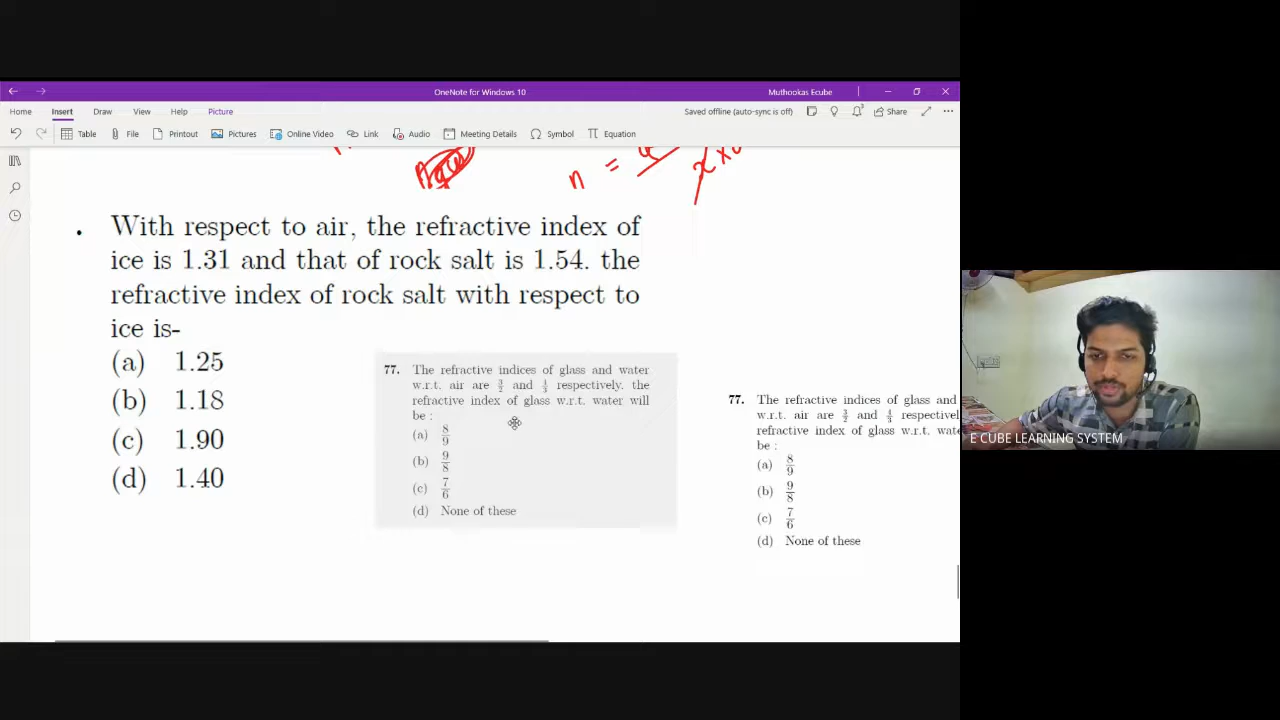 OneNote for Windows 10
Muthookas Ecube
Home Insert Draw View Help Picture
Saved offline (auto-sync is off)
Share
Table File Printout Pictures Online Video Link Audio Meeting Details Symbol Equation
n =
. With respect to air, the refractive index of
ice is 1.31 and that of rock salt is 1.54. the
refractive index of rock salt with respect to
ice is-
(a) 1.25
(b) 1.18
(c) 1.90
(d) 1.40
77. The refractive indices of glass and water
w.r.t. air are 3/2 and 4/3 respectively. the
refractive index of glass w.r.t. water will
be :
(a) 8/9
(b) 9/8
(c) 7/6
(d) None of these
77. The refractive indices of glass and
w.r.t. air are 3/2 and 4/3 respectivel
refractive index of glass w.r.t. wate
be :
(a) 8/9
(b) 9/8
(c) 7/6
(d) None of these
E CUBE LEARNING SYSTEM